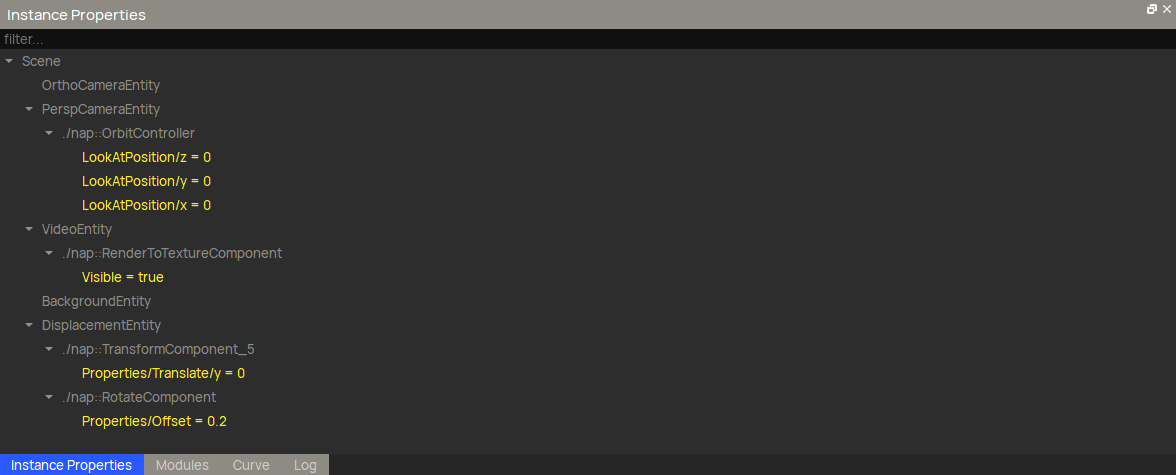 Instance Properties
filter...
Scene
OrthoCameraEntity
PerspCameraEntity
./nap::OrbitController
LookAtPosition/z = 0
LookAtPosition/y = 0
LookAtPosition/x = 0
VideoEntity
./nap::RenderToTextureComponent
Visible = true
BackgroundEntity
DisplacementEntity
./nap::TransformComponent_5
Properties/Translate/y = 0
./nap::RotateComponent
Properties/Offset = 0.2
Instance Properties Modules Curve Log